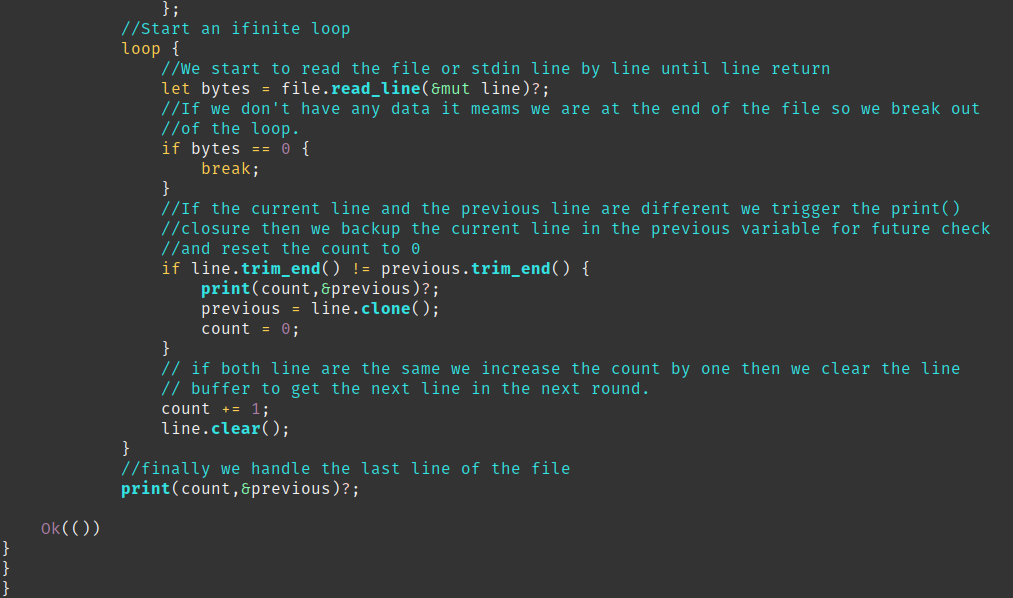 };
            //Start an ifinite loop
            loop {
                //We start to read the file or stdin line by line until line return
                let bytes = file.read_line(&mut line)?;
                //If we don't have any data it meams we are at the end of the file so we break out
                //of the loop.
                if bytes == 0 {
                    break;
                }
                //If the current line and the previous line are different we trigger the print()
                //closure then we backup the current line in the previous variable for future check
                //and reset the count to 0
                if line.trim_end() != previous.trim_end() {
                    print(count,&previous)?;
                    previous = line.clone();
                    count = 0;
                }
                // if both line are the same we increase the count by one then we clear the line
                // buffer to get the next line in the next round.
                count += 1;
                line.clear();
            }
            //finally we handle the last line of the file
            print(count,&previous)?;

    Ok(())
}
}
}